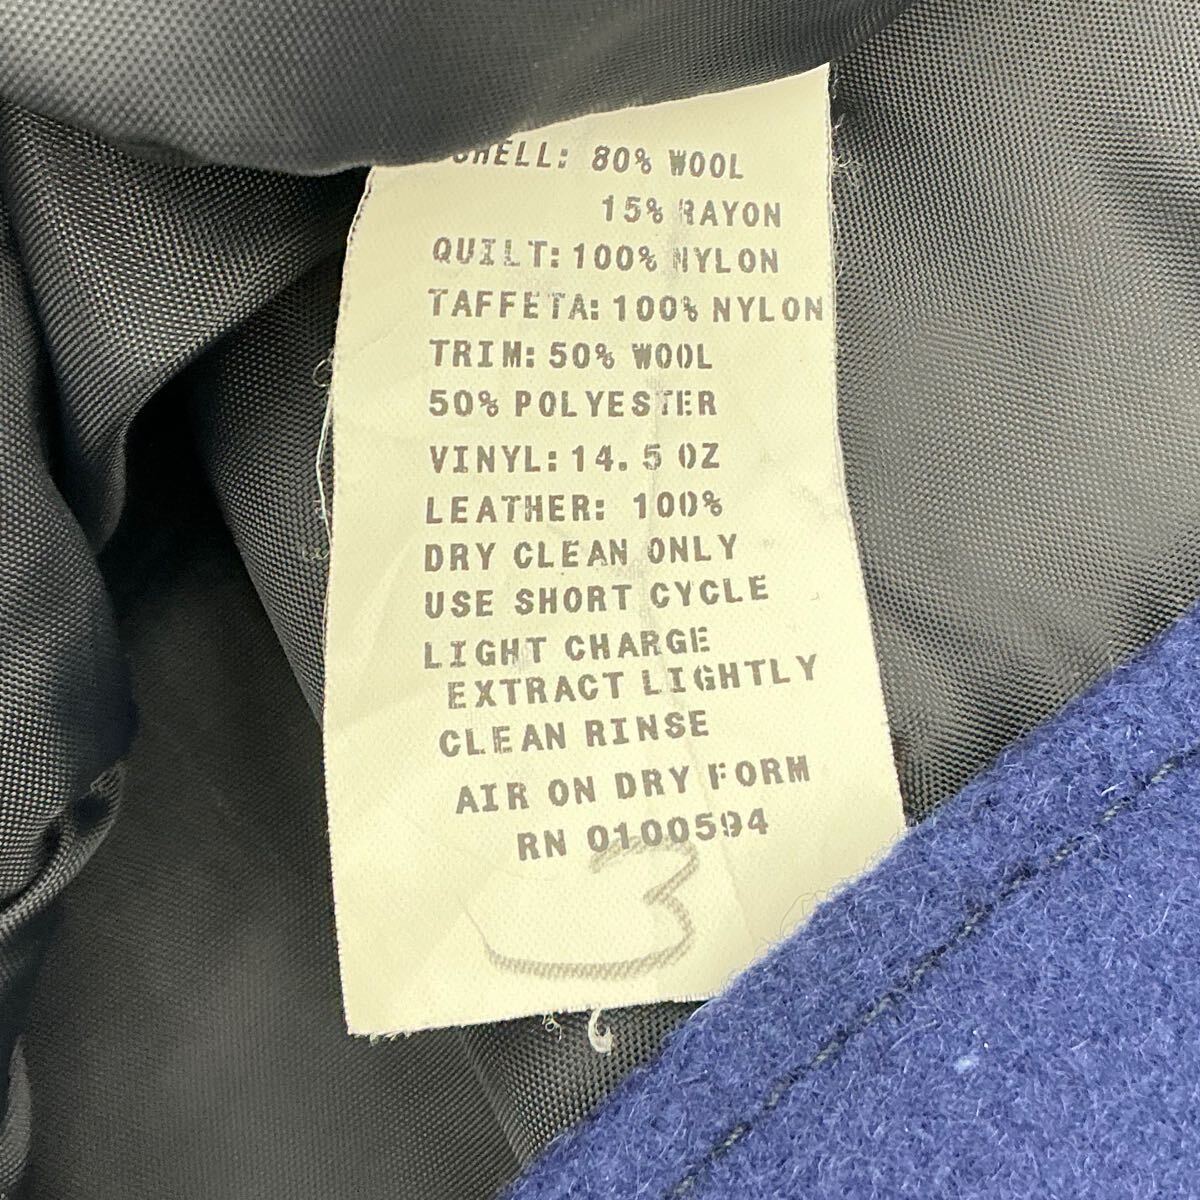 SHELL: 80% WOOL
15% RAYON
QUILT: 100% NYLON
TAFFETA: 100% NYLON
TRIM: 50% WOOL
50% POLYESTER
VINYL: 14.5 OZ
LEATHER: 100%
DRY CLEAN ONLY
USE SHORT CYCLE
LIGHT CHARGE
EXTRACT LIGHTLY
CLEAN RINSE
AIR ON DRY FORM
RN 0100594
3